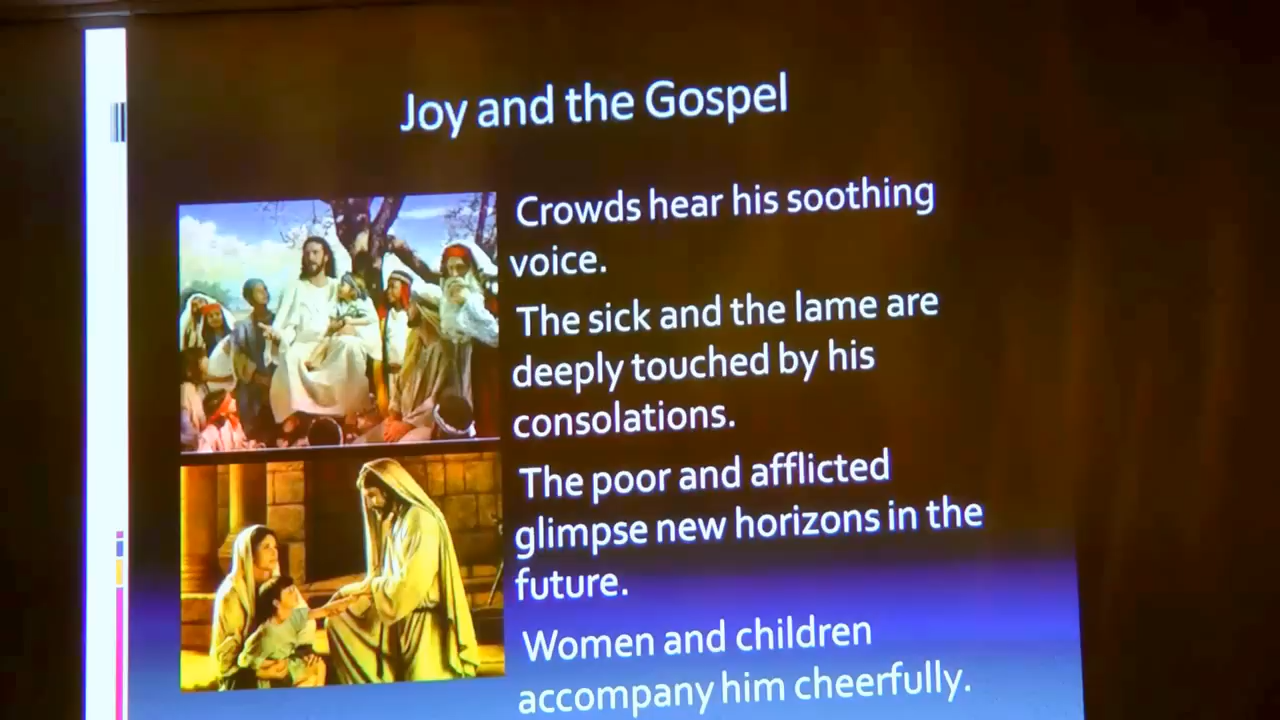 Joy and the Gospel
Crowds hear his soothing
voice.
The sick and the lame are
deeply touched by his
consolations.
The poor and afflicted
glimpse new horizons in the
future.
Women and children
accompany him cheerfully.